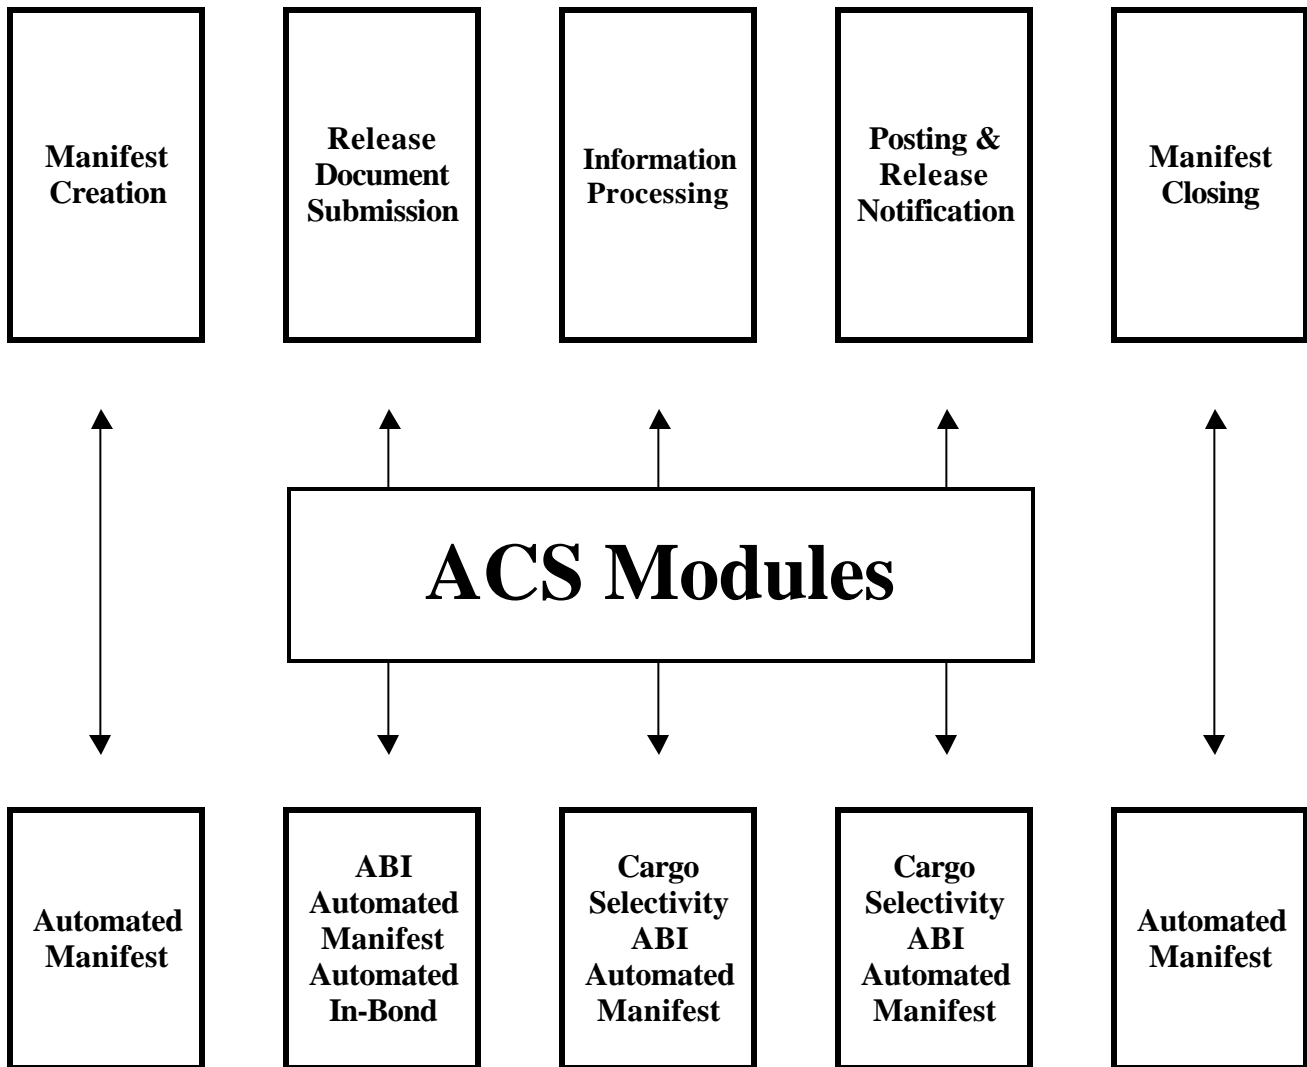 Manifest
Creation
Release
Document
Submission
Information
Processing
Posting &
Release
Notification
Manifest
Closing
ACS Modules
Automated
Manifest
ABI
Automated
Manifest
Automated
In-Bond
Cargo
Selectivity
ABI
Automated
Manifest
Cargo
Selectivity
ABI
Automated
Manifest
Automated
Manifest